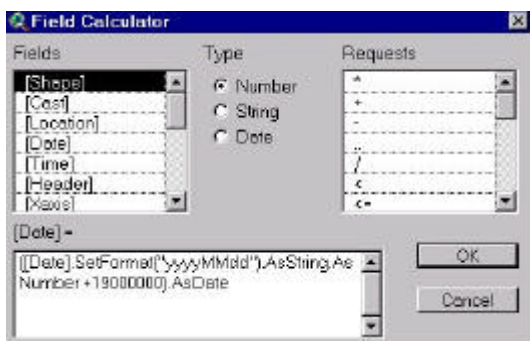 Field Calculator
Fields
Type
Requests
[Shape]
[Cast]
[Location]
[Date]
[Time]
[Header]
[Xaxis]
Number
String
Date
*
+
-
..
/
<
<=
[Date] =
([Date].SetFormat("yyyyMMdd").AsString.As
Number +19000000).AsDate
OK
Cancel